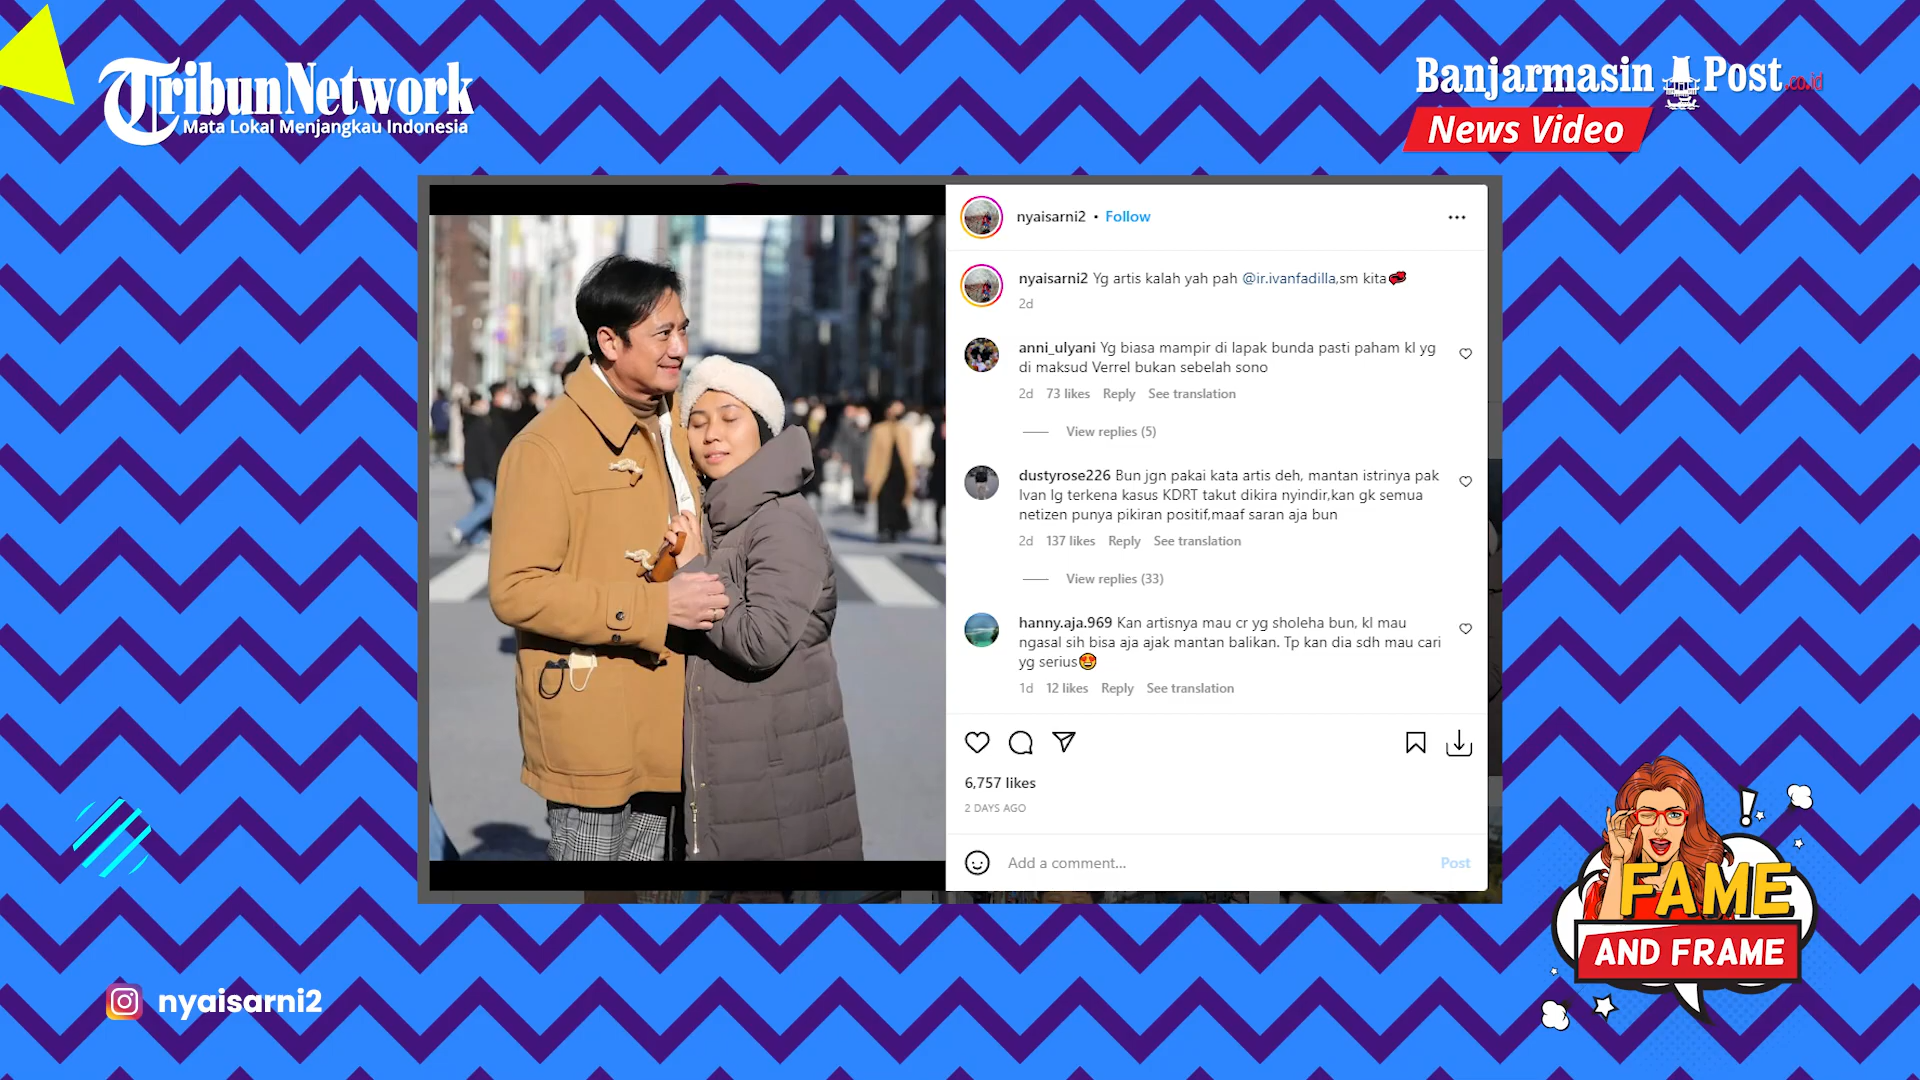 TribunNetwork
Mata Lokal Menjangkau Indonesia
Banjarmasin Post.co.id
News Video
nyaisarni2 • Follow
nyaisarni2 Yg artis kalah yah pah @ir.ivanfadilla,sm kita💞
2d
anni_ulyani Yg biasa mampir di lapak bunda pasti paham kl yg
di maksud Verrel bukan sebelah sono
2d 73 likes Reply See translation
View replies (5)
dustyrose226 Bun jgn pakai kata artis deh, mantan istrinya pak
Ivan lg terkena kasus KDRT takut dikira nyindir,kan gk semua
netizen punya pikiran positif,maaf saran aja bun
2d 137 likes Reply See translation
View replies (33)
hanny.aja.969 Kan artisnya mau cr yg sholeha bun, kl mau
ngasal sih bisa aja ajak mantan balikan. Tp kan dia sdh mau cari
yg serius😍
1d 12 likes Reply See translation
6,757 likes
2 DAYS AGO
Add a comment... Post
FAME
AND FRAME
nyaisarni2